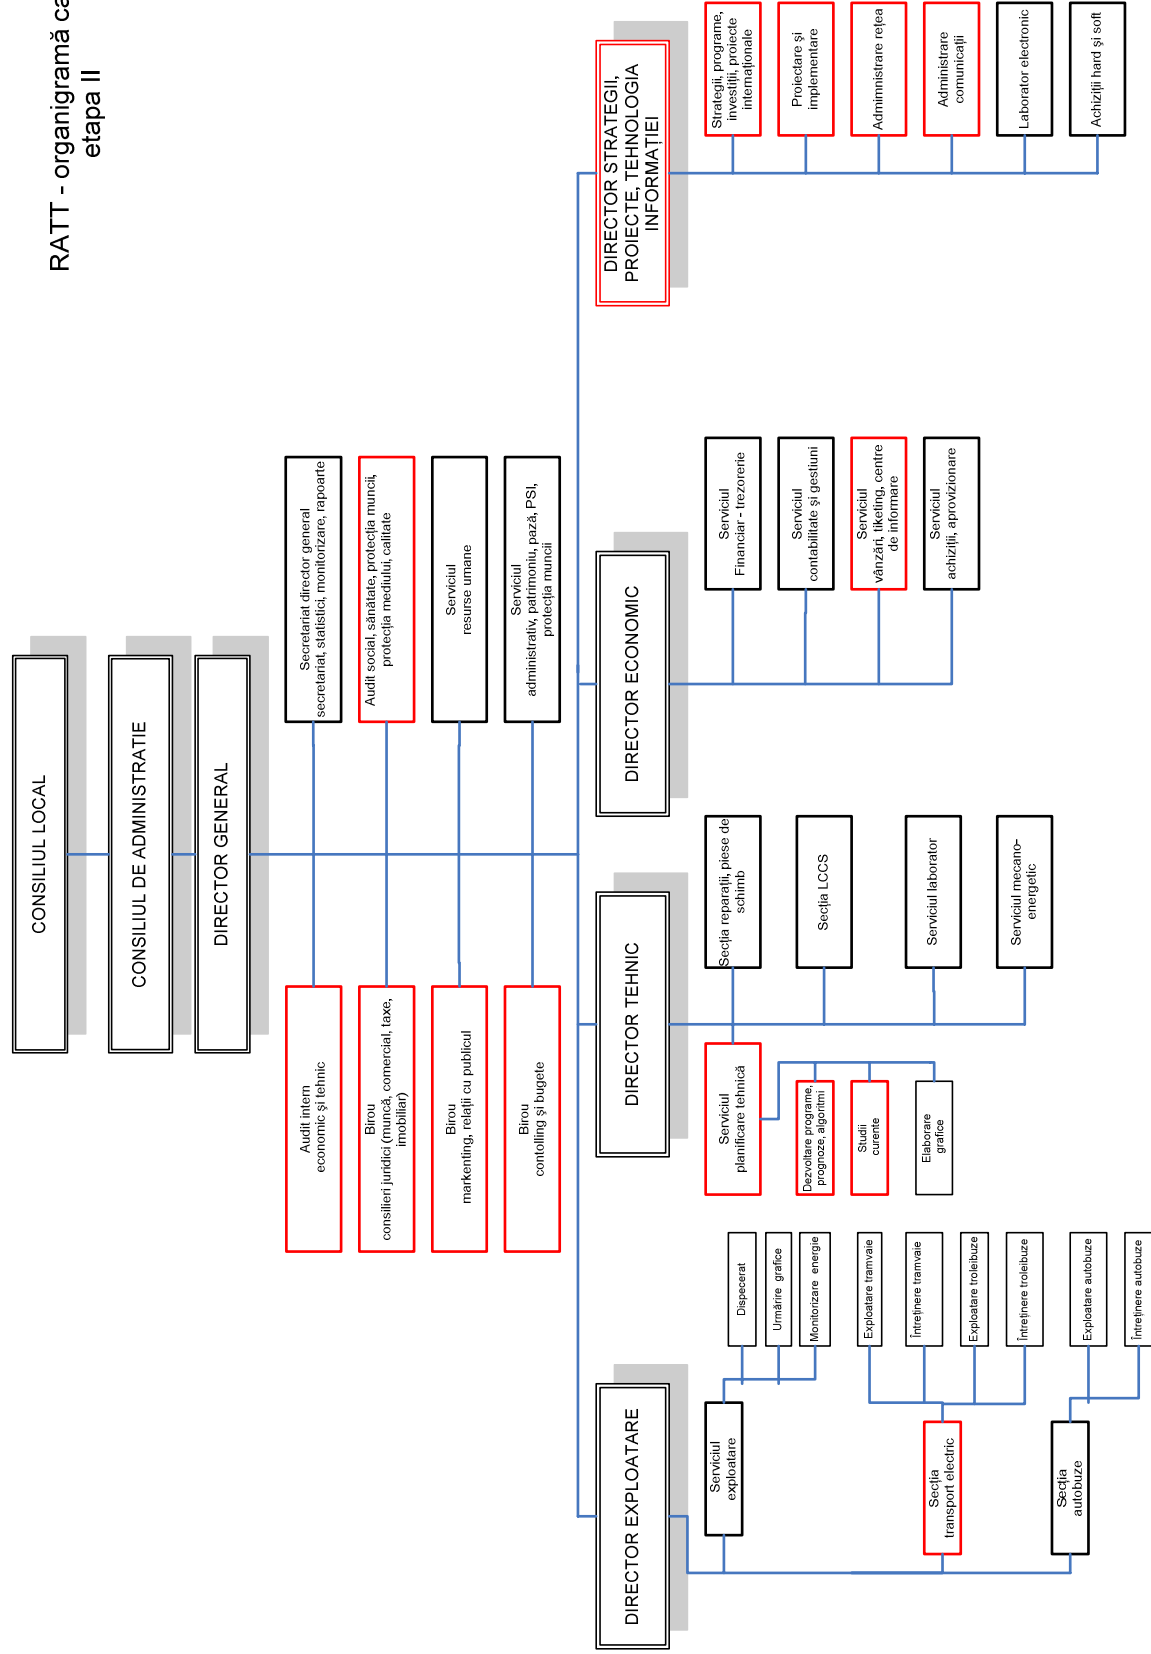 RATT - organigramă ca
etapa II
CONSILIUL LOCAL
CONSILIUL DE ADMINISTRATIE
DIRECTOR GENERAL
Audit intern
economic și tehnic
Secretariat director general
secretariat, statistici, monitorizare, rapoarte
Birou
consilieri juridici (muncă, comercial, taxe,
imobiliar)
Audit social, sănătate, protecția muncii,
protecția mediului, calitate
Birou
markenting, relații cu publicul
Serviciul
resurse umane
Birou
contolling și bugete
Serviciul
administrativ, patrimoniu, pază, PSI,
protecția muncii
DIRECTOR EXPLOATARE
Serviciul
exploatare
Dispecerat
Urmărire grafice
Monitorizare energie
Secția
transport electric
Exploatare tramvaie
Întreținere tramvaie
Exploatare troleibuze
Întreținere troleibuze
Secția
autobuze
Exploatare autobuze
Întreținere autobuze
DIRECTOR TEHNIC
Serviciul
planificare tehnică
Dezvoltare programe,
prognoze, algoritmi
Studii
curente
Elaborare
grafice
Secția reparații, piese de
schimb
Secția LCCS
Serviciul laborator
Serviciul mecano-
energetic
DIRECTOR ECONOMIC
Serviciul
Financiar - trezorerie
Serviciul
contabilitate și gestiuni
Serviciul
vânzări, tiketing, centre
de informare
Serviciul
achiziții, aprovizionare
DIRECTOR STRATEGII,
PROIECTE, TEHNOLOGIA
INFORMAȚIEI
Strategii, programe,
investiții, proiecte
internaționale
Proiectare și
implementare
Admimnistrare rețea
Administrare
comunicații
Laborator electronic
Achiziții hard și soft